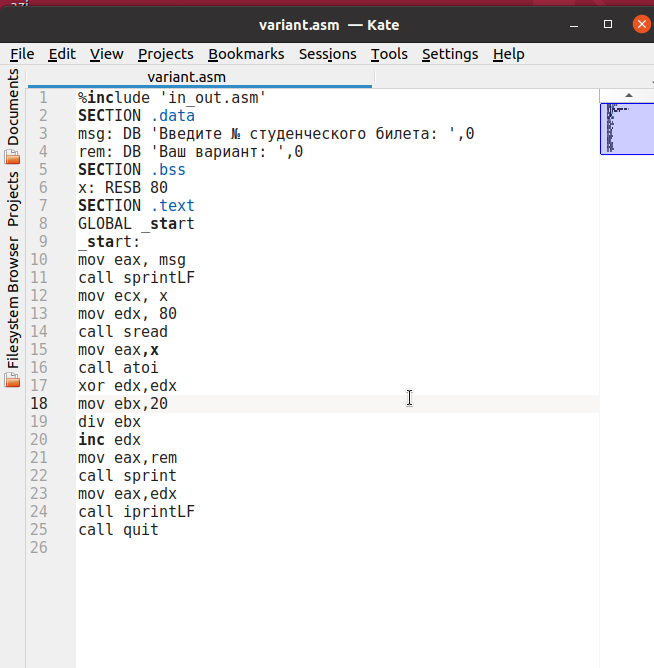 variant.asm — Kate
File Edit View Projects Bookmarks Sessions Tools Settings Help
variant.asm
Documents
Projects
Filesystem Browser
1 %include 'in_out.asm'
2 SECTION .data
3 msg: DB 'Введите № студенческого билета: ',0
4 rem: DB 'Ваш вариант: ',0
5 SECTION .bss
6 x: RESB 80
7 SECTION .text
8 GLOBAL _start
9 _start:
10 mov eax, msg
11 call sprintLF
12 mov ecx, x
13 mov edx, 80
14 call sread
15 mov eax,x
16 call atoi
17 xor edx,edx
18 mov ebx,20
19 div ebx
20 inc edx
21 mov eax,rem
22 call sprint
23 mov eax,edx
24 call iprintLF
25 call quit
26